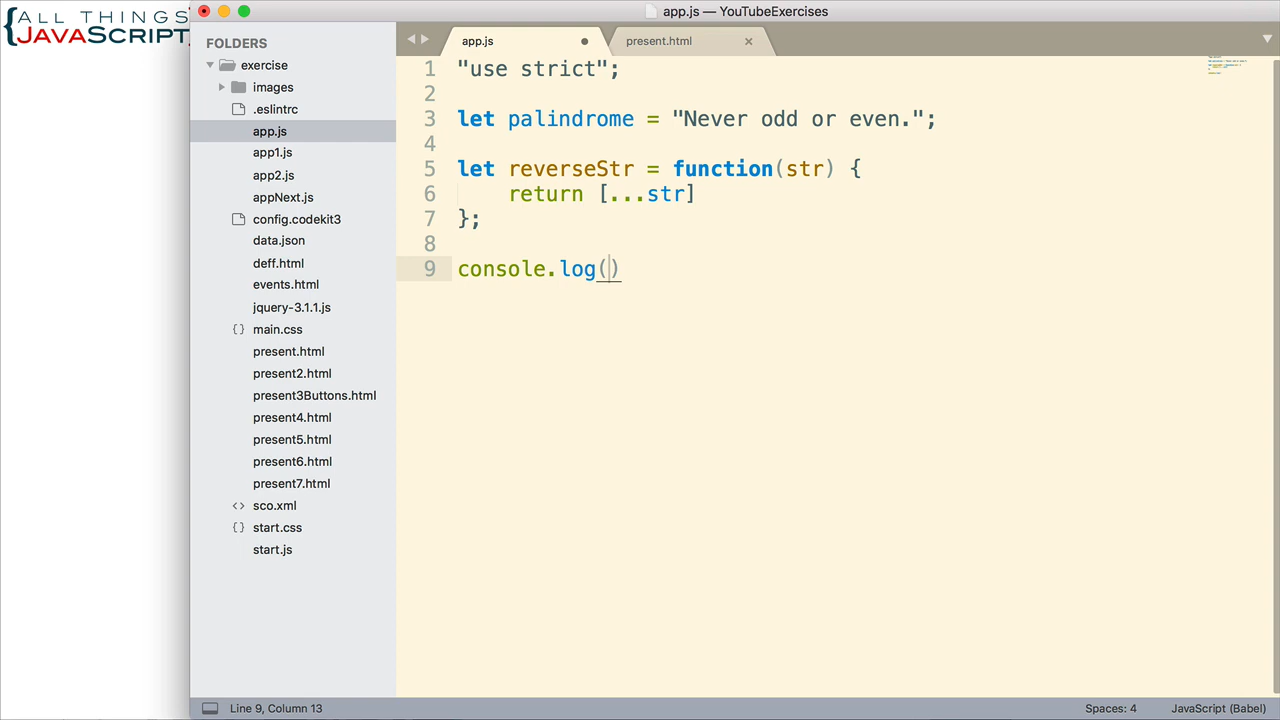 {ALL THINGS
JAVASCRIPT
app.js — YouTubeExercises
FOLDERS
exercise
images
.eslintrc
app.js
app1.js
app2.js
appNext.js
config.codekit3
data.json
deff.html
events.html
jquery-3.1.1.js
{} main.css
present.html
present2.html
present3Buttons.html
present4.html
present5.html
present6.html
present7.html
<> sco.xml
{} start.css
start.js
app.js
present.html ×
1 "use strict";
2
3 let palindrome = "Never odd or even.";
4
5 let reverseStr = function(str) {
6 return [...str]
7 };
8
9 console.log()
Line 9, Column 13
Spaces: 4
JavaScript (Babel)